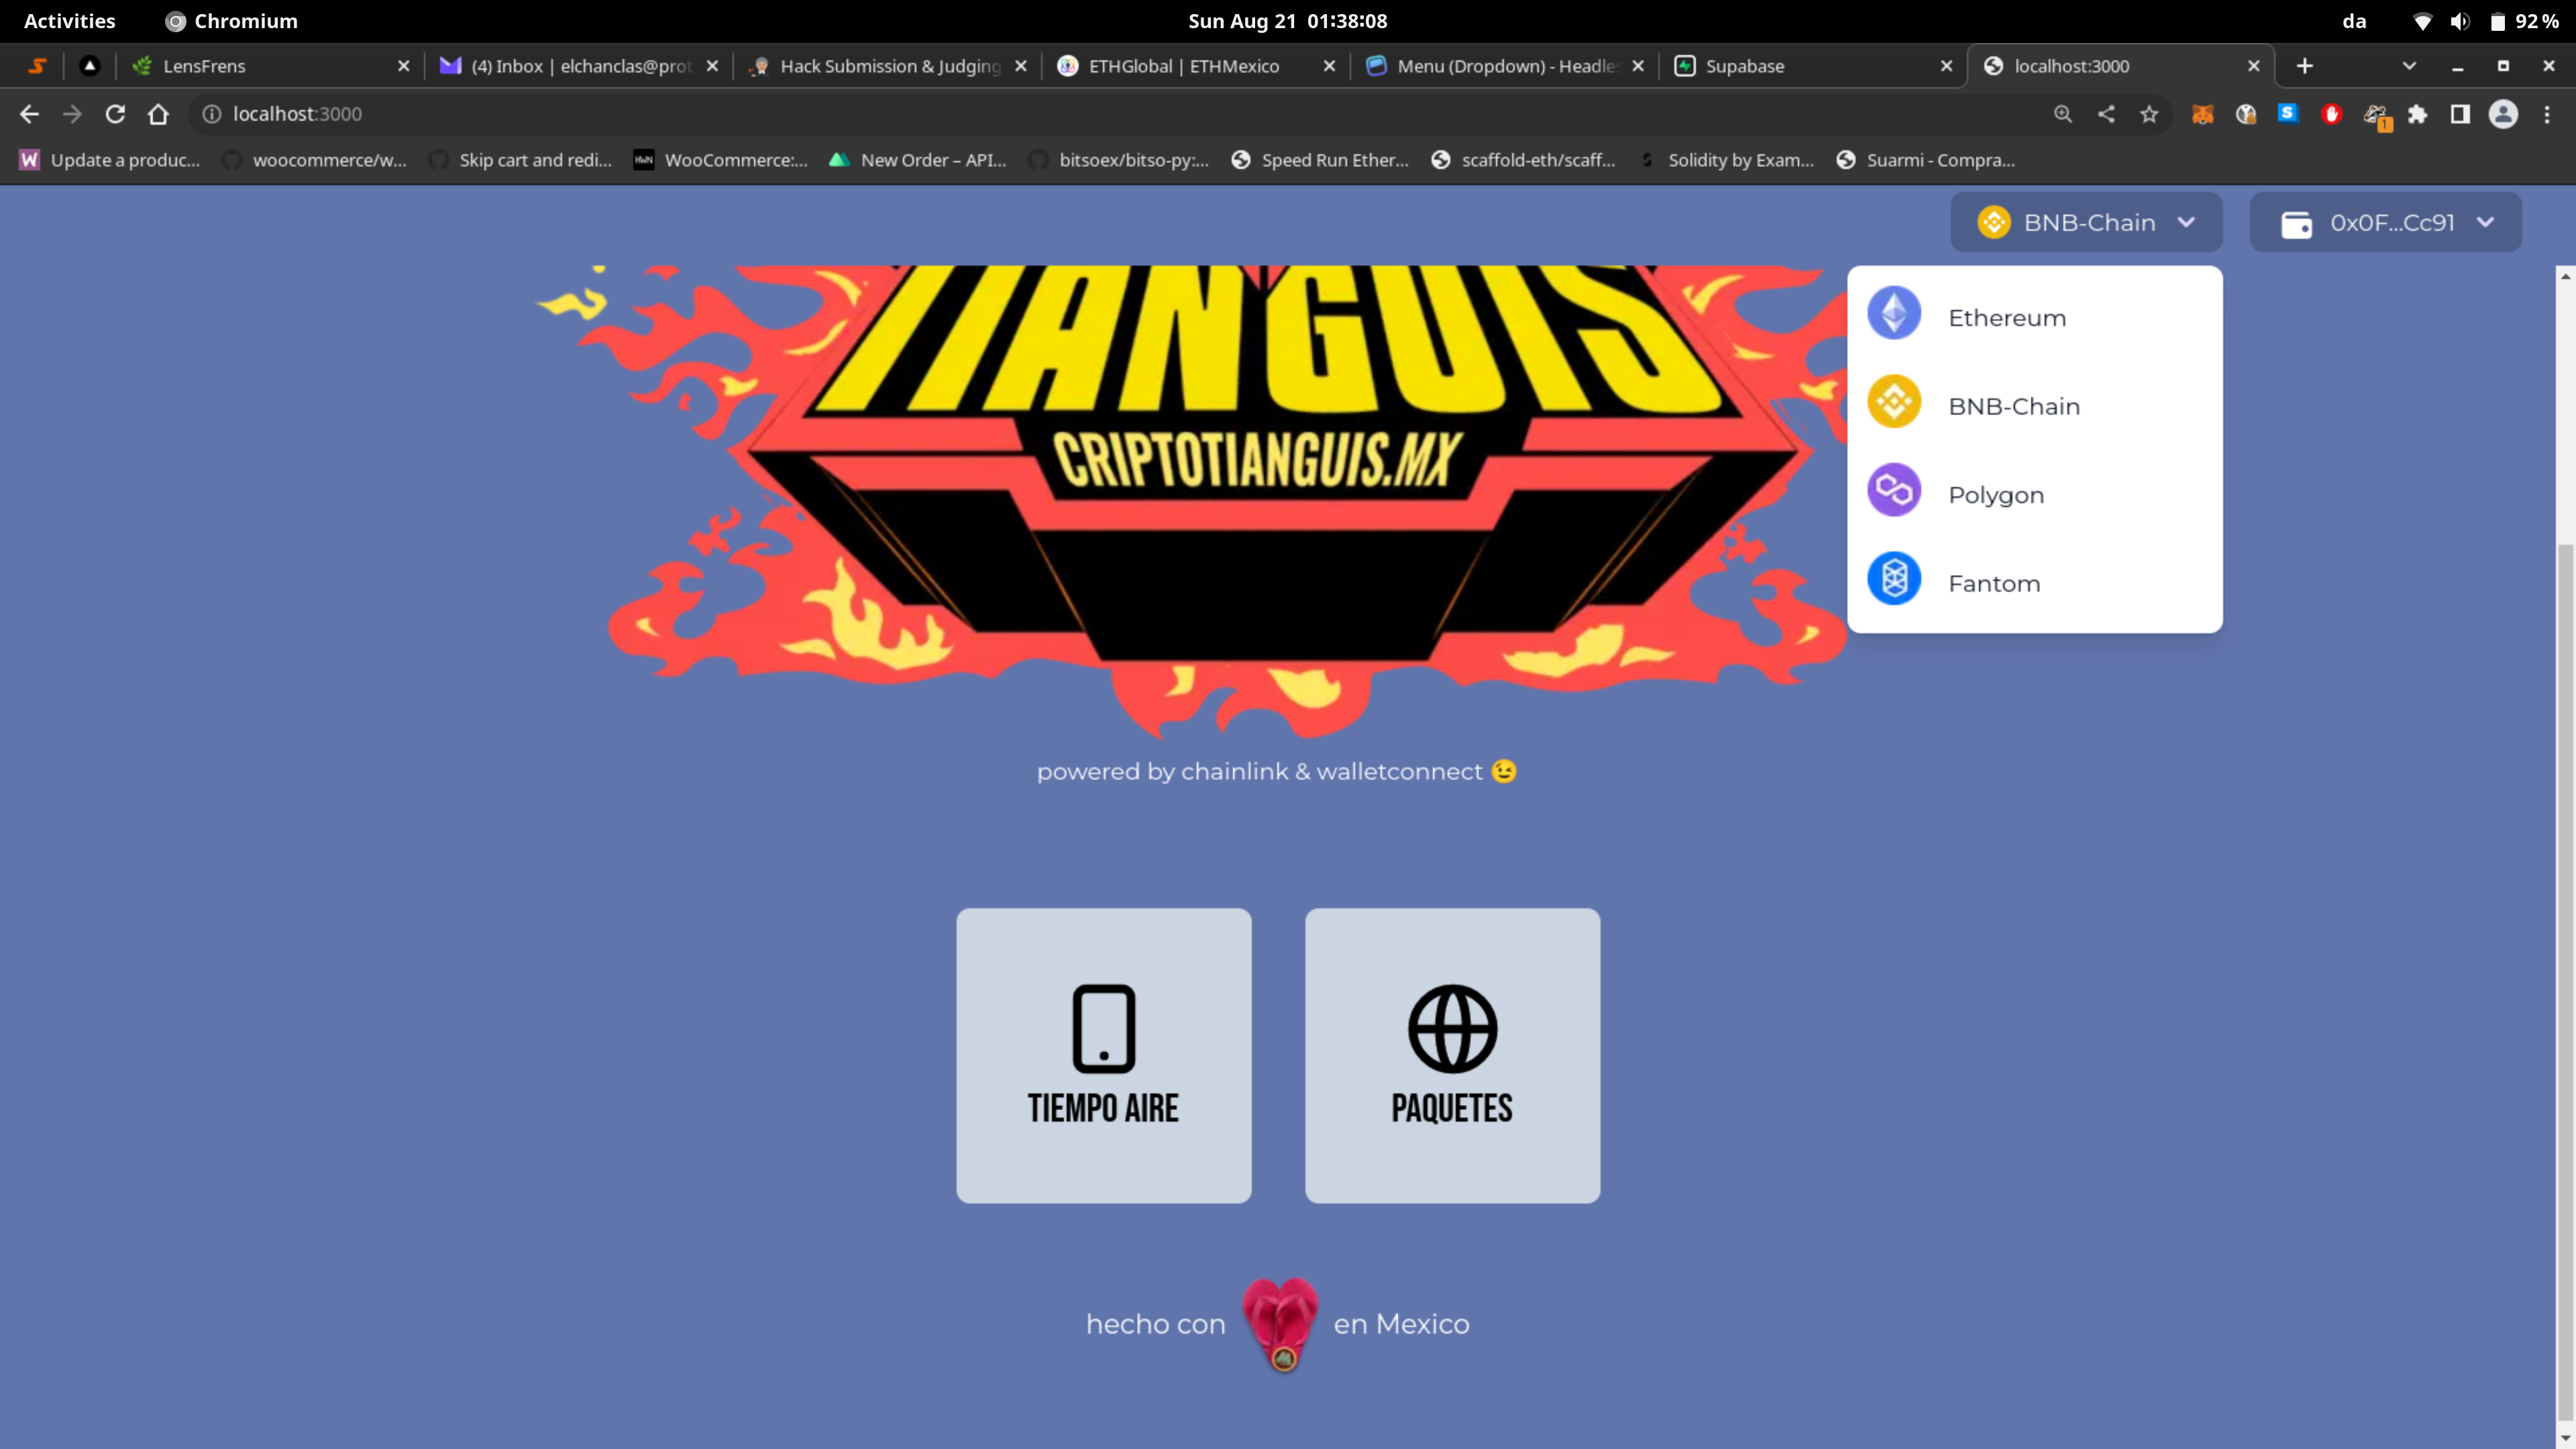 Activities Chromium Sun Aug 21 01:38:08 da 92%
LensFrens (4) Inbox | elchanclas@prot Hack Submission & Judging ETHGlobal | ETHMexico Menu (Dropdown) - Headles Supabase localhost:3000
localhost:3000
1
Update a produc... woocommerce/w... Skip cart and redi... WooCommerce:... New Order – API... bitsoex/bitso-py:... Speed Run Ether... scaffold-eth/scaff... Solidity by Exam... Suarmi - Compra...
BNB-Chain 0x0F...Cc91
Ethereum
BNB-Chain
Polygon
Fantom
TIANGUIS
CRIPTOTIANGUIS.MX
powered by chainlink & walletconnect 😉
TIEMPO AIRE
PAQUETES
hecho con en Mexico